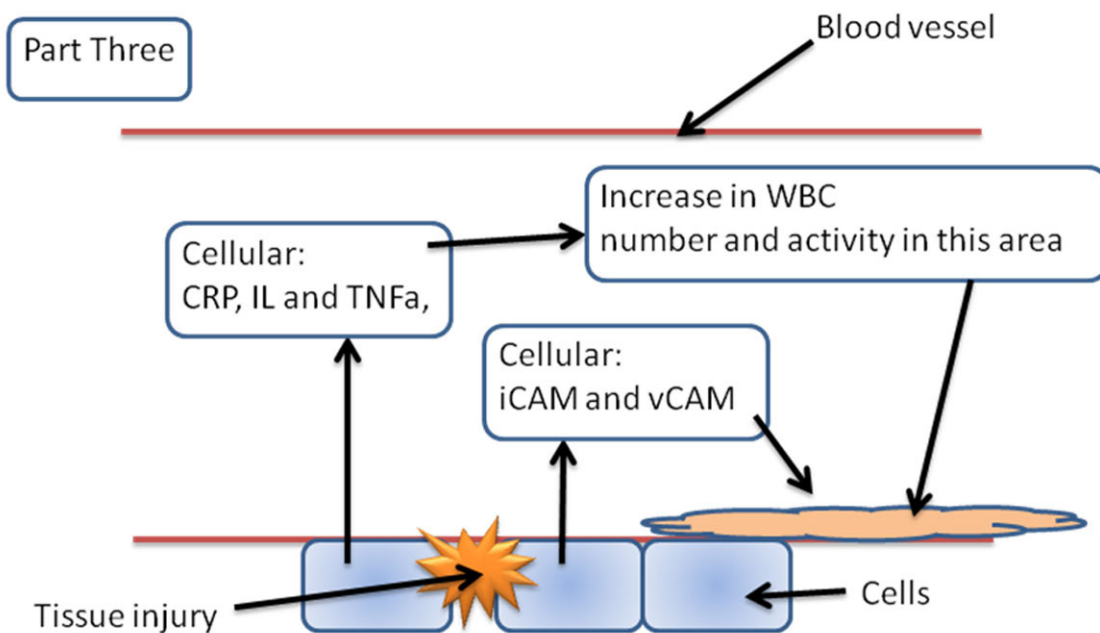 Part Three
Blood vessel
Increase in WBC
number and activity in this area
Cellular:
CRP, IL and TNFa,
Cellular:
iCAM and vCAM
Tissue injury
Cells